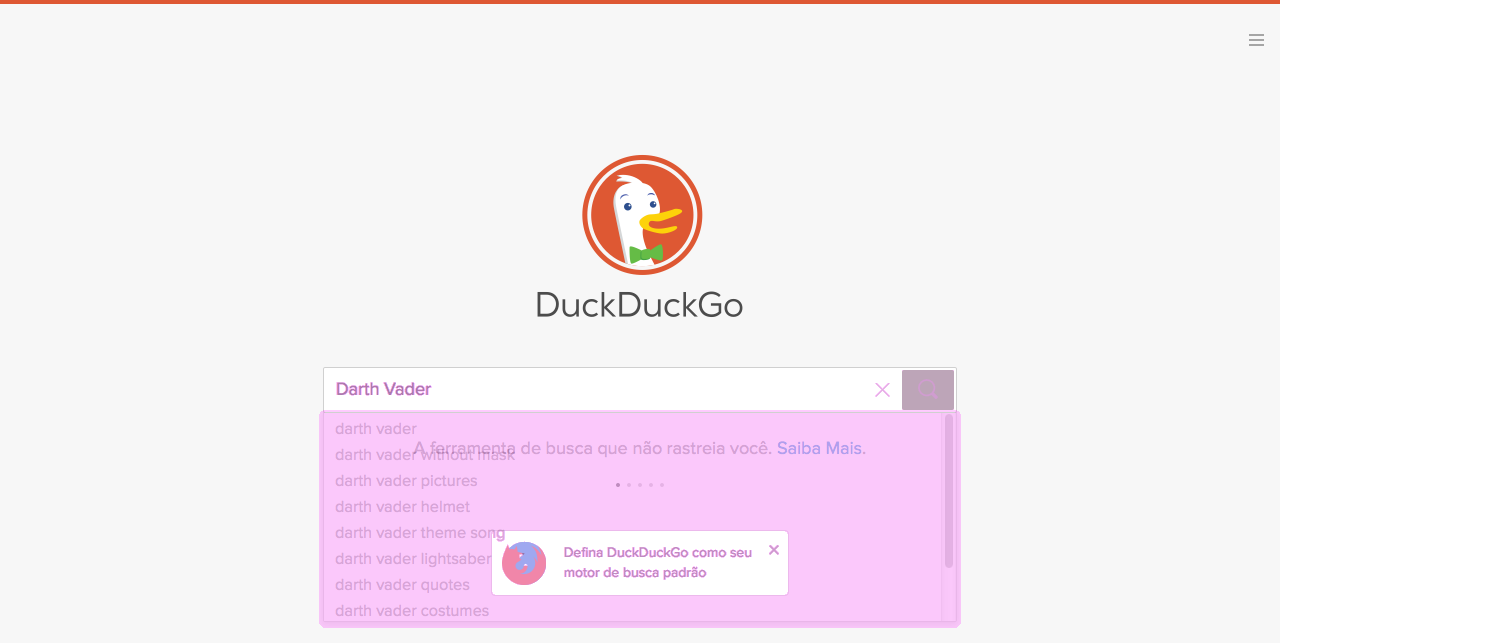 DuckDuckGo
Darth Vader
darth vader
A ferramenta de busca que não rastreia você. Saiba Mais.
darth vader without mask
darth vader pictures
darth vader helmet
darth vader theme song
darth vader lightsaber
Defina DuckDuckGo como seu
motor de busca padrão
darth vader quotes
darth vader costumes